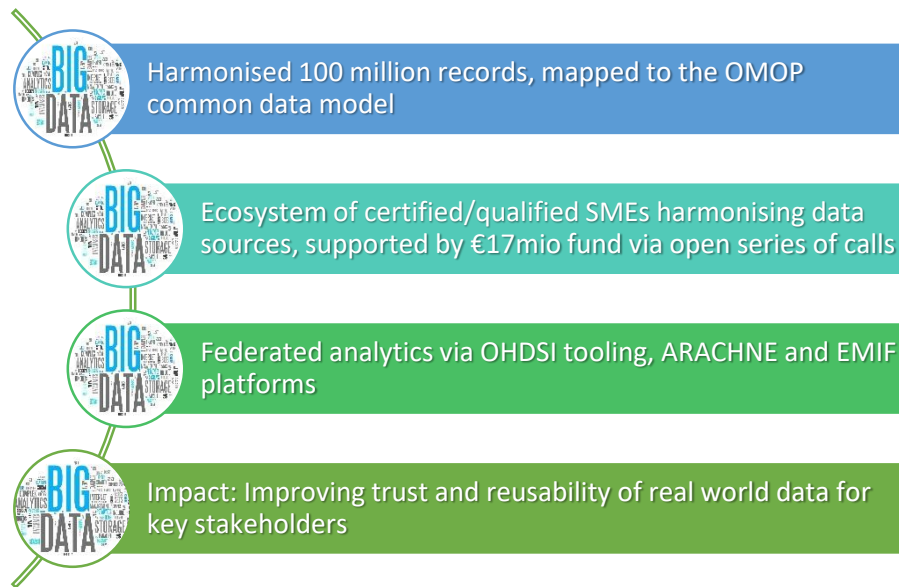 BIG
DATA
Harmonised 100 million records, mapped to the OMOP
common data model
BIG
DATA
Ecosystem of certified/qualified SMEs harmonising data
sources, supported by €17mio fund via open series of calls
BIG
DATA
Federated analytics via OHDSI tooling, ARACHNE and EMIF
platforms
BIG
DATA
Impact: Improving trust and reusability of real world data for
key stakeholders